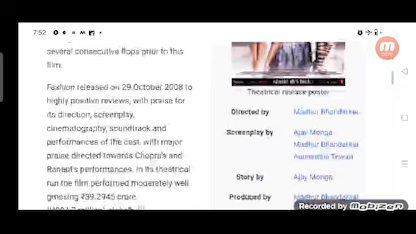 7:52
several consecutive flops prior to this
film.
Fashion released on 29 October 2008 to
highly positive reviews, with praise for
its direction, screenplay,
cinematography, soundtrack and
performances of the cast, with major
praise directed towards Chopra's and
Ranaut's performances. In its theatrical
run the film performed moderately well
grossing ₹39.2945 crore
Theatrical release poster
Directed by Madhur Bhandarkar
Screenplay by Ajay Monga
Madhur Bhandarkar
Anuraadha Tewari
Story by Ajay Monga
Produced by Madhur Bhandarkar
Recorded by Mobizen